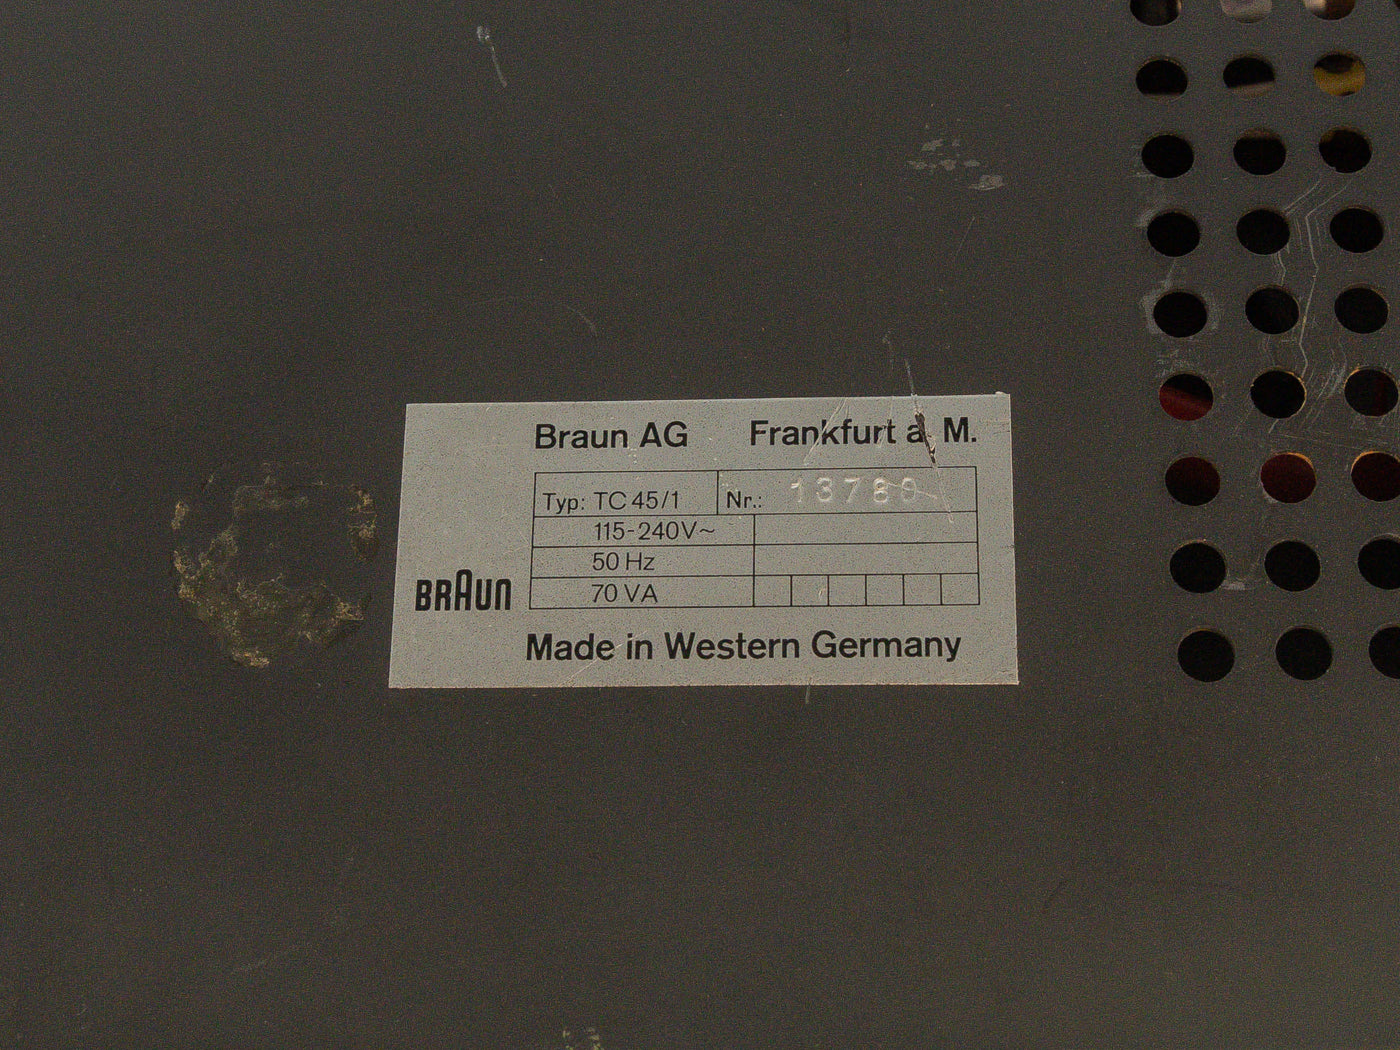 Braun AG Frankfurt a. M.
Typ: TC 45/1 Nr.: 13780
115-240V~
50 Hz
70 VA
BRAUN
Made in Western Germany